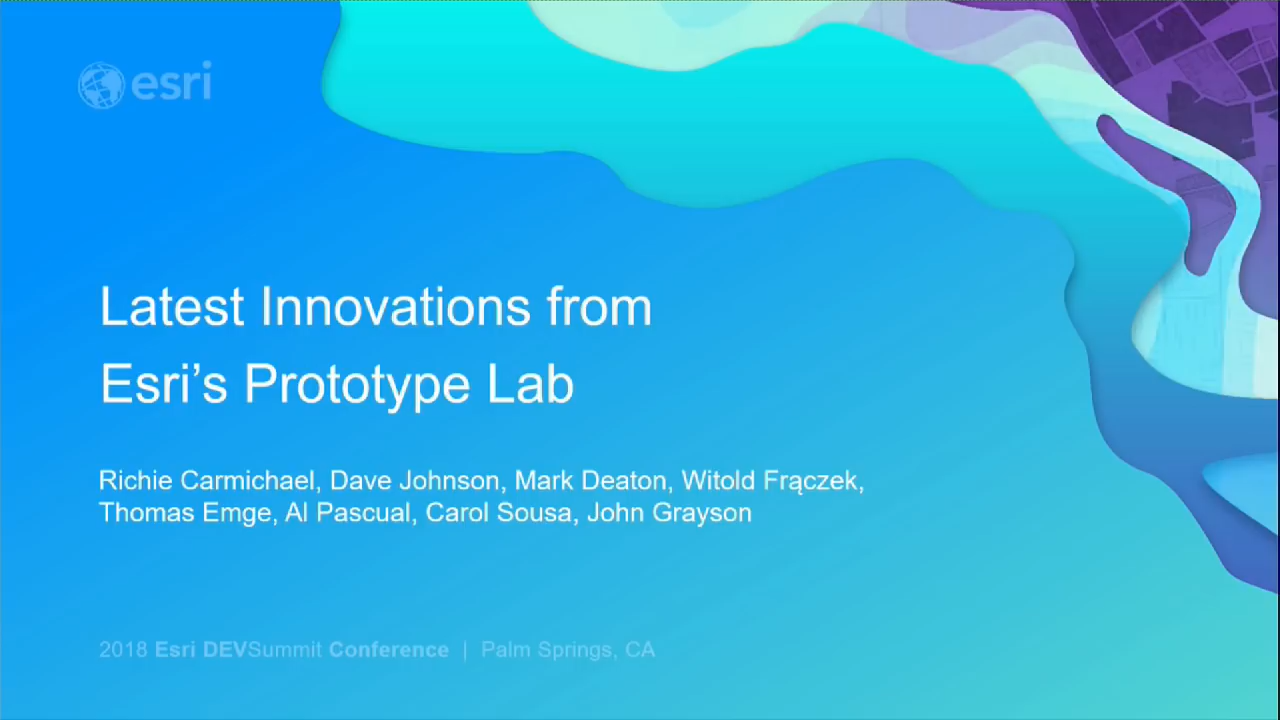 esri
Latest Innovations from
Esri’s Prototype Lab
Richie Carmichael, Dave Johnson, Mark Deaton, Witold Frączek,
Thomas Emge, Al Pascual, Carol Sousa, John Grayson
2018 Esri DEVSummit Conference | Palm Springs, CA